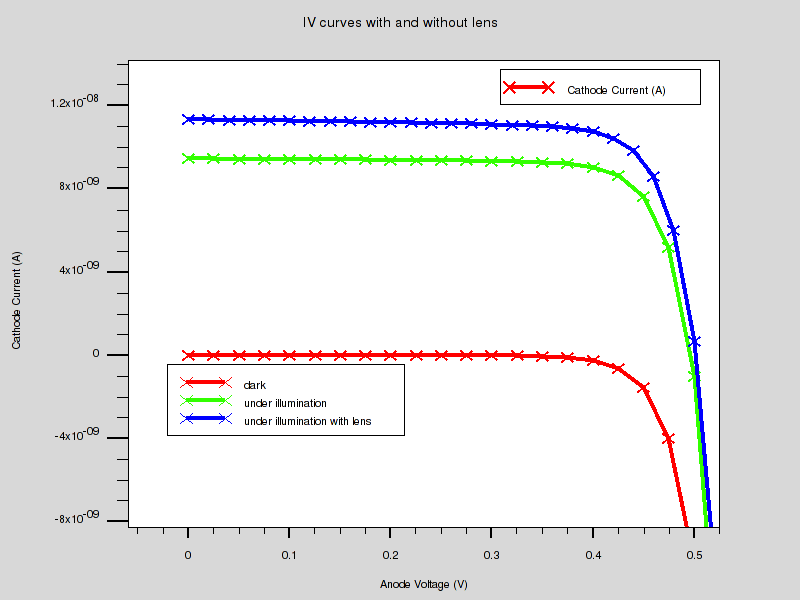 IV curves with and without lens
Cathode Current (A)
1.2x10^-08
8x10^-09
4x10^-09
0
-4x10^-09
-8x10^-09
Cathode Current (A)
dark
under illumination
under illumination with lens
0
0.1
0.2
0.3
0.4
0.5
Anode Voltage (V)